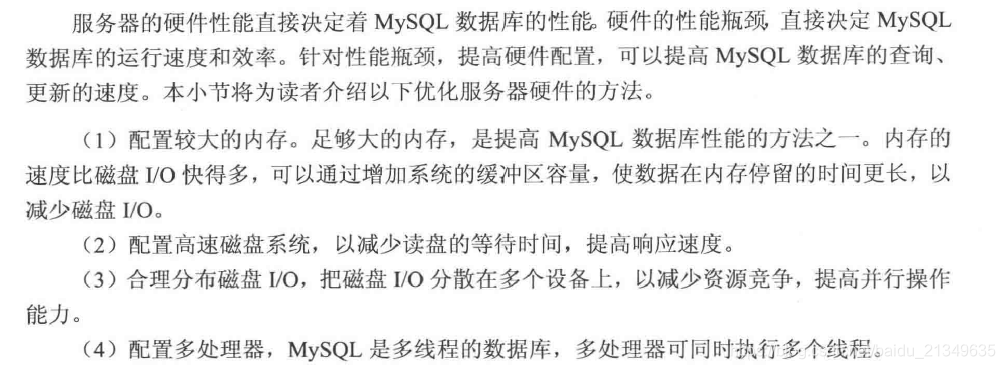 服务器的硬件性能直接决定着 MySQL 数据库的性能。硬件的性能瓶颈，直接决定 MySQL
数据库的运行速度和效率。针对性能瓶颈，提高硬件配置，可以提高 MySQL 数据库的查询、
更新的速度。本小节将为读者介绍以下优化服务器硬件的方法。
（1）配置较大的内存。足够大的内存，是提高 MySQL 数据库性能的方法之一。内存的
速度比磁盘 I/O 快得多，可以通过增加系统的缓冲区容量，使数据在内存停留的时间更长，以
减少磁盘 I/O。
（2）配置高速磁盘系统，以减少读盘的等待时间，提高响应速度。
（3）合理分布磁盘 I/O，把磁盘 I/O 分散在多个设备上，以减少资源竞争，提高并行操作
能力。
（4）配置多处理器，MySQL 是多线程的数据库，多处理器可同时执行多个线程。
baidu_21349635